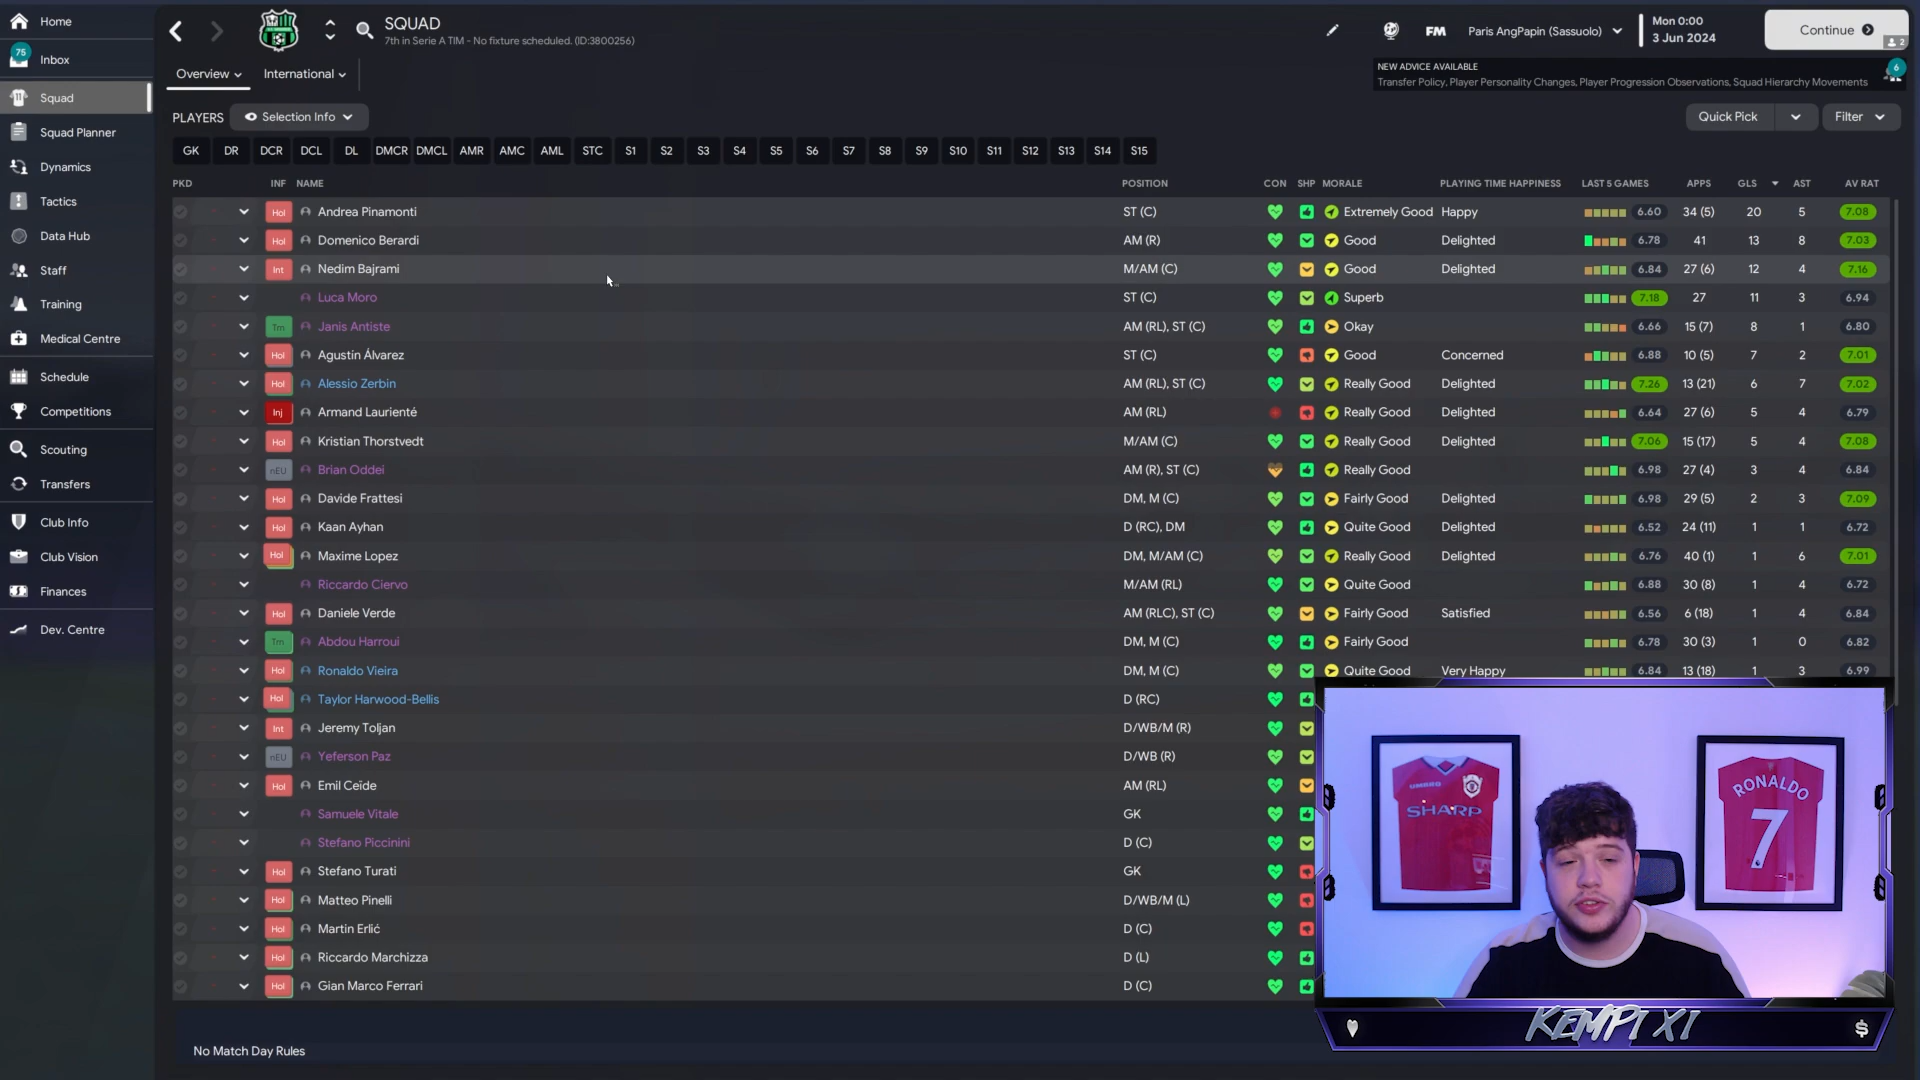 Home
75
Inbox
Squad
Squad Planner
Dynamics
Tactics
Data Hub
Staff
Training
Medical Centre
Schedule
Competitions
Scouting
Transfers
Club Info
Club Vision
Finances
Dev. Centre
SQUAD
7th in Serie A TIM - No fixture scheduled. (ID:3800256)
FM
Paris AngPapin (Sassuolo)
Mon 0:00
3 Jun 2024
Continue
2
Overview
International
NEW ADVICE AVAILABLE
Transfer Policy, Player Personality Changes, Player Progression Observations, Squad Hierarchy Movements
6
PLAYERS
Selection Info
Quick Pick
Filter
GK DR DCR DCL DL DMCR DMCL AMR AMC AML STC S1 S2 S3 S4 S5 S6 S7 S8 S9 S10 S11 S12 S13 S14 S15
PKD INF NAME POSITION CON SHP MORALE PLAYING TIME HAPPINESS LAST 5 GAMES APPS GLS AST AV RAT
Hol Andrea Pinamonti ST (C) Extremely Good Happy 6.60 34 (5) 20 5 7.08
Hol Domenico Berardi AM (R) Good Delighted 6.78 41 13 8 7.03
Int Nedim Bajrami M/AM (C) Good Delighted 6.84 27 (6) 12 4 7.16
Luca Moro ST (C) Superb 7.18 27 11 3 6.94
Trn Janis Antiste AM (RL), ST (C) Okay 6.66 15 (7) 8 1 6.80
Hol Agustín Álvarez ST (C) Good Concerned 6.88 10 (5) 7 2 7.01
Hol Alessio Zerbin AM (RL), ST (C) Really Good Delighted 7.26 13 (21) 6 7 7.02
Inj Armand Laurienté AM (RL) Really Good Delighted 6.64 27 (6) 5 4 6.79
Hol Kristian Thorstvedt M/AM (C) Really Good Delighted 7.06 15 (17) 5 4 7.08
nEU Brian Oddei AM (R), ST (C) Really Good 6.98 27 (4) 3 4 6.84
Hol Davide Frattesi DM, M (C) Fairly Good Delighted 6.98 29 (5) 2 3 7.09
Hol Kaan Ayhan D (RC), DM Quite Good Delighted 6.52 24 (11) 1 1 6.72
Hol Maxime Lopez DM, M/AM (C) Really Good Delighted 6.76 40 (1) 1 6 7.01
Riccardo Ciervo M/AM (RL) Quite Good 6.88 30 (8) 1 4 6.72
Hol Daniele Verde AM (RLC), ST (C) Fairly Good Satisfied 6.56 6 (18) 1 4 6.84
Trn Abdou Harroui DM, M (C) Fairly Good 6.78 30 (3) 1 0 6.82
Hol Ronaldo Vieira DM, M (C) Quite Good Very Happy 6.84 13 (18) 1 3 6.99
Hol Taylor Harwood-Bellis D (RC)
Int Jeremy Toljan D/WB/M (R)
nEU Yeferson Paz D/WB (R)
Hol Emil Ceïde AM (RL)
Samuele Vitale GK
Stefano Piccinini D (C)
Hol Stefano Turati GK
Hol Matteo Pinelli D/WB/M (L)
Hol Martin Erlić D (C)
Hol Riccardo Marchizza D (L)
Hol Gian Marco Ferrari D (C)
UMBRO
SHARP
RONALDO
7
KEMPI XI
$
No Match Day Rules